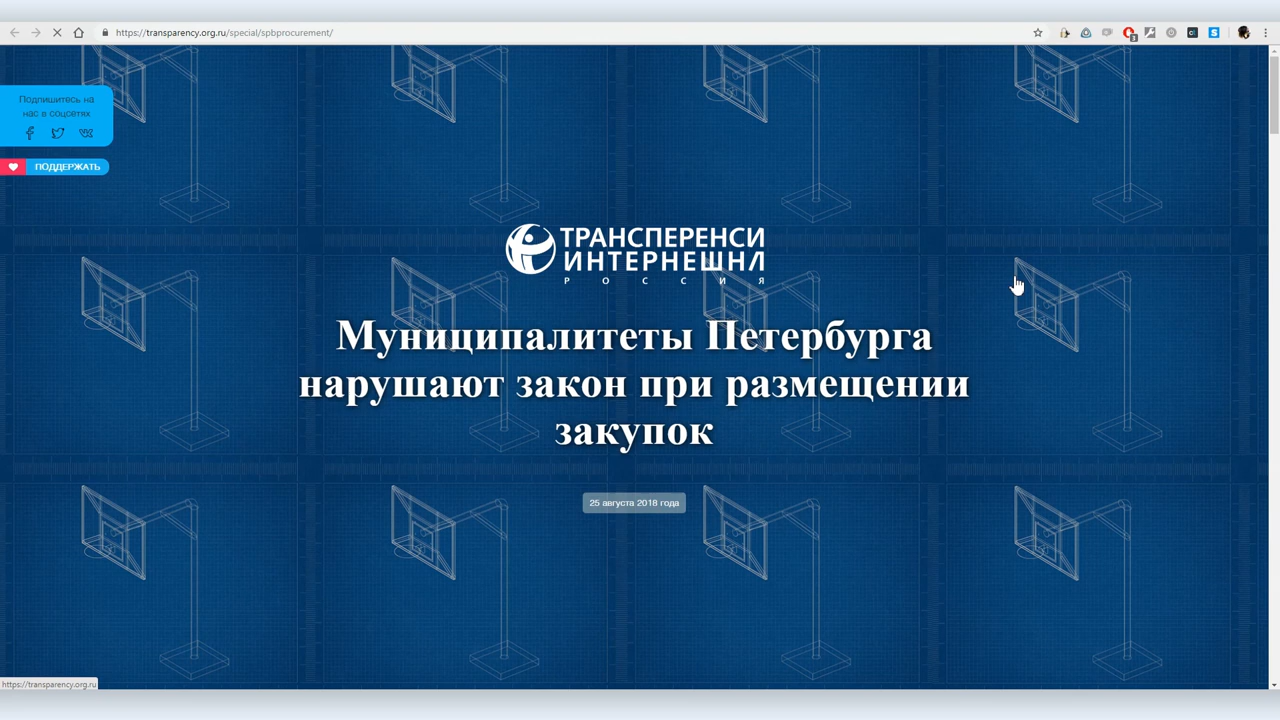 https://transparency.org.ru/special/spbprocurement/
Подпишитесь на
нас в соцсетях
ПОДДЕРЖАТЬ
ТРАНСПЕРЕНСИ
ИНТЕРНЕШНЛ
РОССИЯ
Муниципалитеты Петербурга
нарушают закон при размещении
закупок
25 августа 2018 года
https://transparency.org.ru